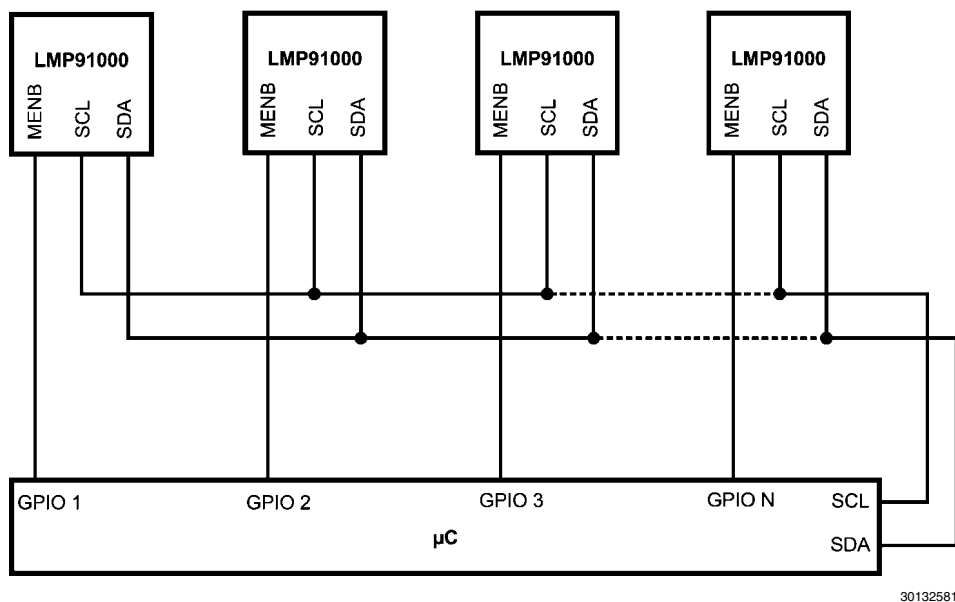 LMP91000
MENB
SCL
SDA
LMP91000
MENB
SCL
SDA
LMP91000
MENB
SCL
SDA
LMP91000
MENB
SCL
SDA
GPIO 1
GPIO 2
GPIO 3
GPIO N
SCL
µC
SDA
30132581